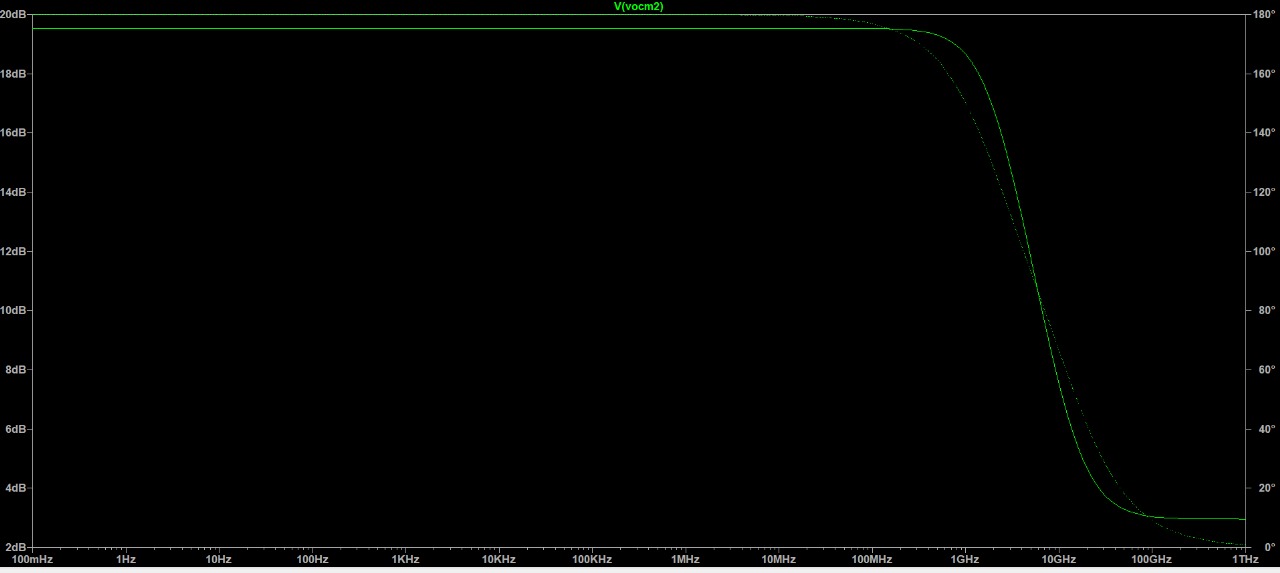 V(vocm2)
20dB 180°
18dB 160°
16dB 140°
14dB 120°
12dB 100°
10dB 80°
8dB 60°
6dB 40°
4dB 20°
2dB 0°
100mHz 1Hz 10Hz 100Hz 1KHz 10KHz 100KHz 1MHz 10MHz 100MHz 1GHz 10GHz 100GHz 1THz